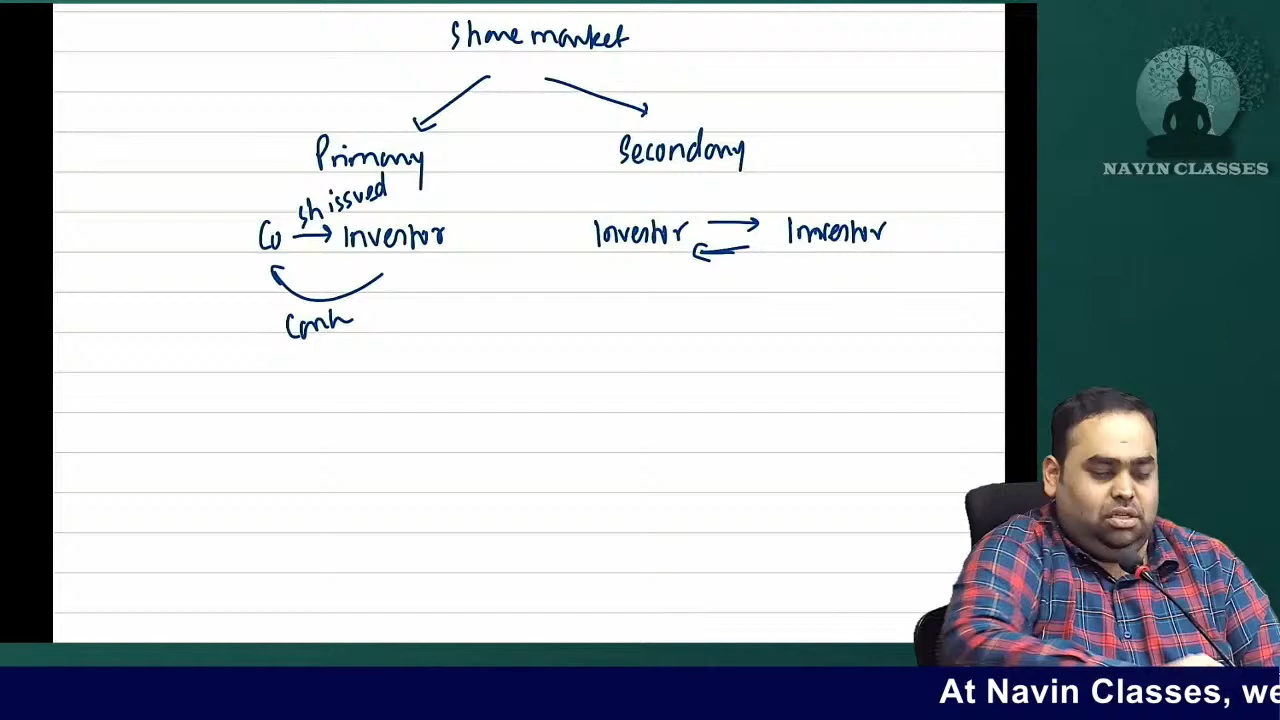 Share market
Primary
Secondary
sh issued
Co → Investor
Investor
Investor
Cash
NAVIN CLASSES
At Navin Classes, we